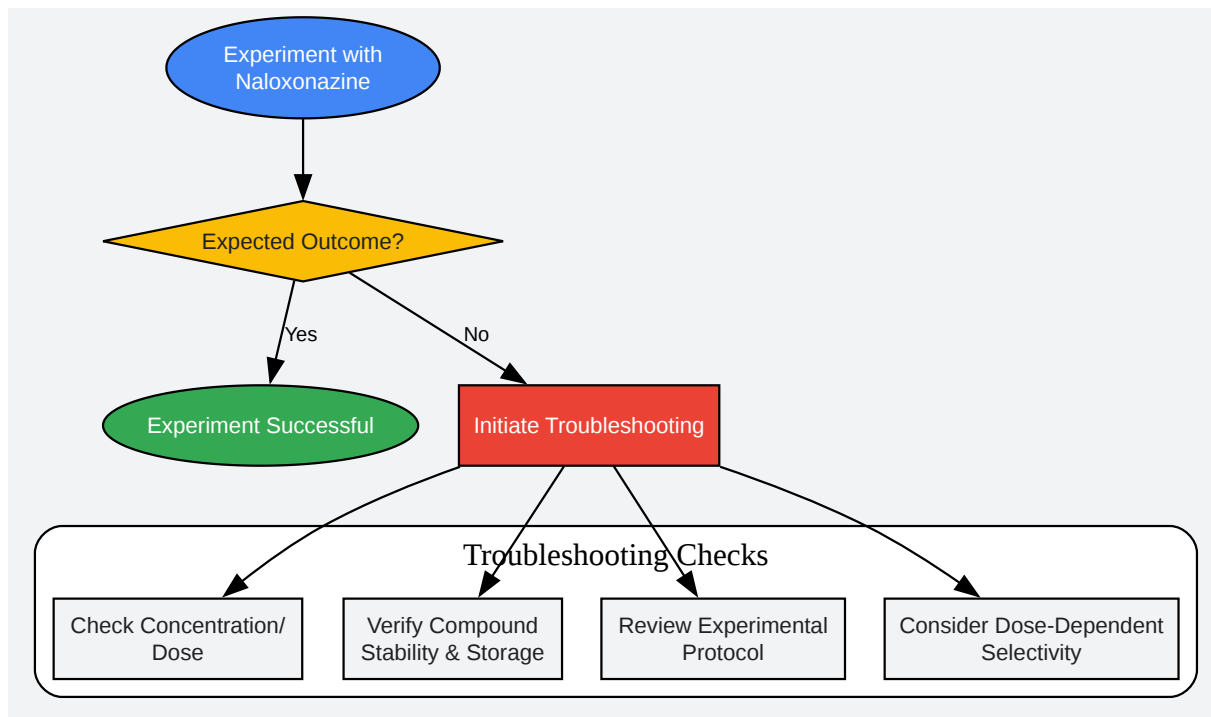 Experiment with
Naloxonazine
Expected Outcome?
Yes
No
Experiment Successful
Initiate Troubleshooting
Troubleshooting Checks
Check Concentration/
Dose
Verify Compound
Stability & Storage
Review Experimental
Protocol
Consider Dose-Dependent
Selectivity